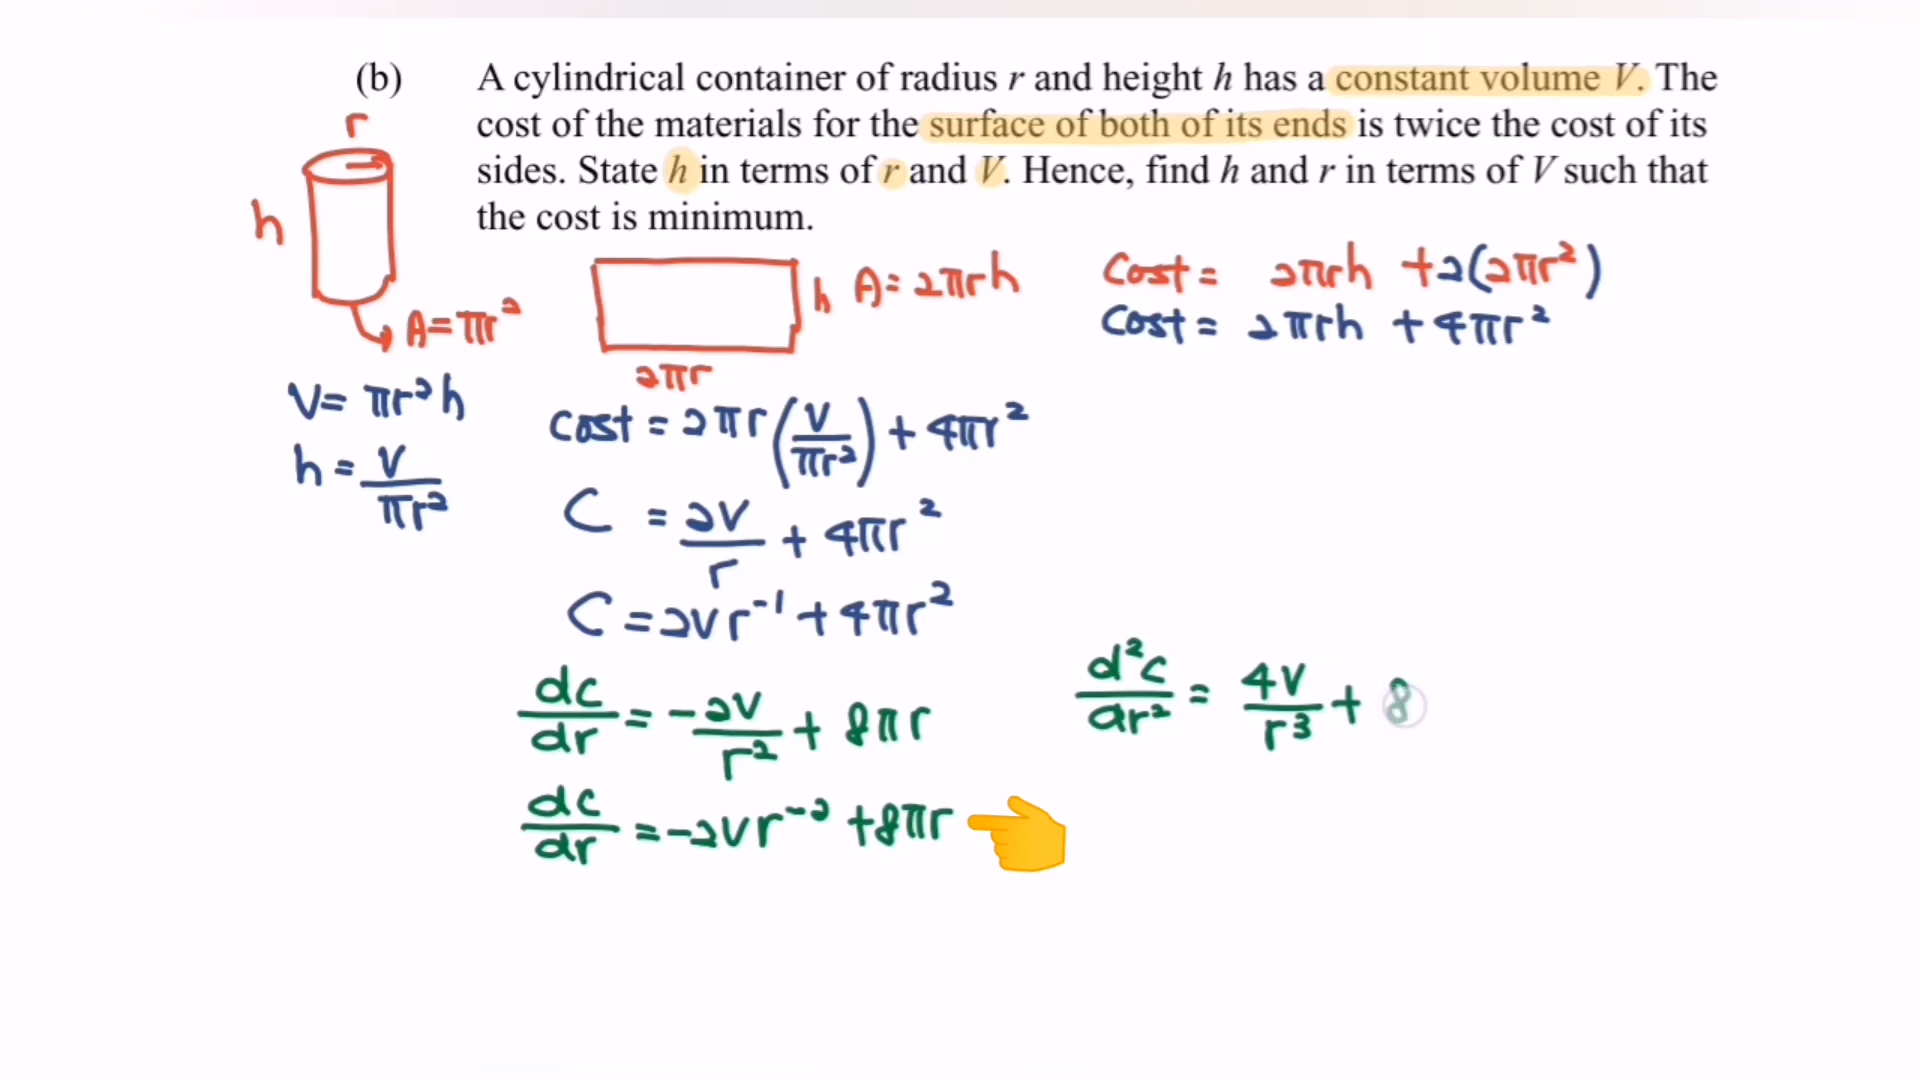 (b) A cylindrical container of radius r and height h has a constant volume V. The
cost of the materials for the surface of both of its ends is twice the cost of its
sides. State h in terms of r and V. Hence, find h and r in terms of V such that
the cost is minimum.
r
h
A = πr²
h
2πr
A = 2πrh
Cost = 2πrh + 2(2πr²)
Cost = 2πrh + 4πr²
V = πr²h
h = V/πr²
Cost = 2πr(V/πr²) + 4πr²
C = 2V/r + 4πr²
C = 2Vr⁻¹ + 4πr²
dc/dr = -2V/r² + 8πr
dc/dr = -2Vr⁻² + 8πr
d²c/dr² = 4V/r³ + 8